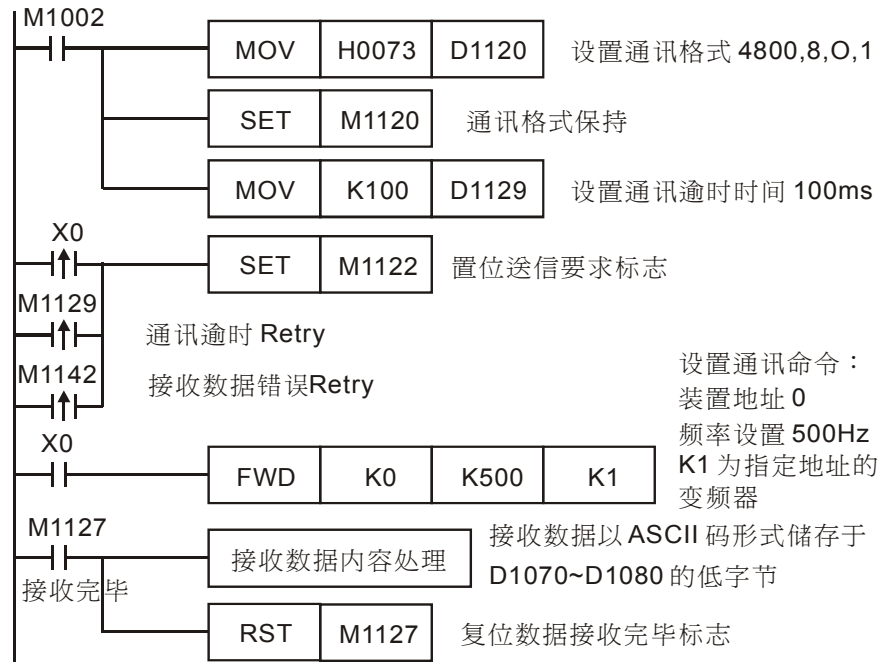 M1002
MOV H0073 D1120 设置通讯格式 4800,8,O,1
SET M1120 通讯格式保持
MOV K100 D1129 设置通讯逾时时间 100ms
X0
SET M1122 置位送信要求标志
M1129
通讯逾时 Retry
M1142
接收数据错误Retry
设置通讯命令：
装置地址 0
频率设置 500Hz
K1 为指定地址的
变频器
X0
FWD K0 K500 K1
M1127
接收完毕
接收数据内容处理
接收数据以 ASCII 码形式储存于
D1070~D1080 的低字节
RST M1127 复位数据接收完毕标志